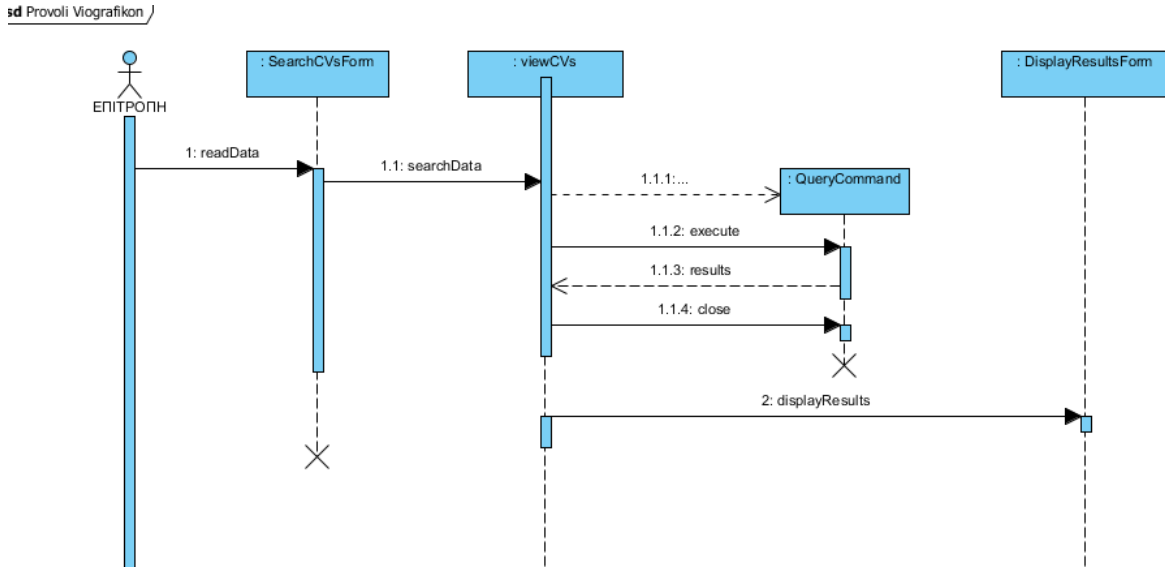 sd Provoli Viografikon
: SearchCVsForm
: viewCVs
: DisplayResultsForm
ΕΠΙΤΡΟΠΗ
1: readData
1.1: searchData
1.1.1:...
: QueryCommand
1.1.2: execute
1.1.3: results
1.1.4: close
2: displayResults